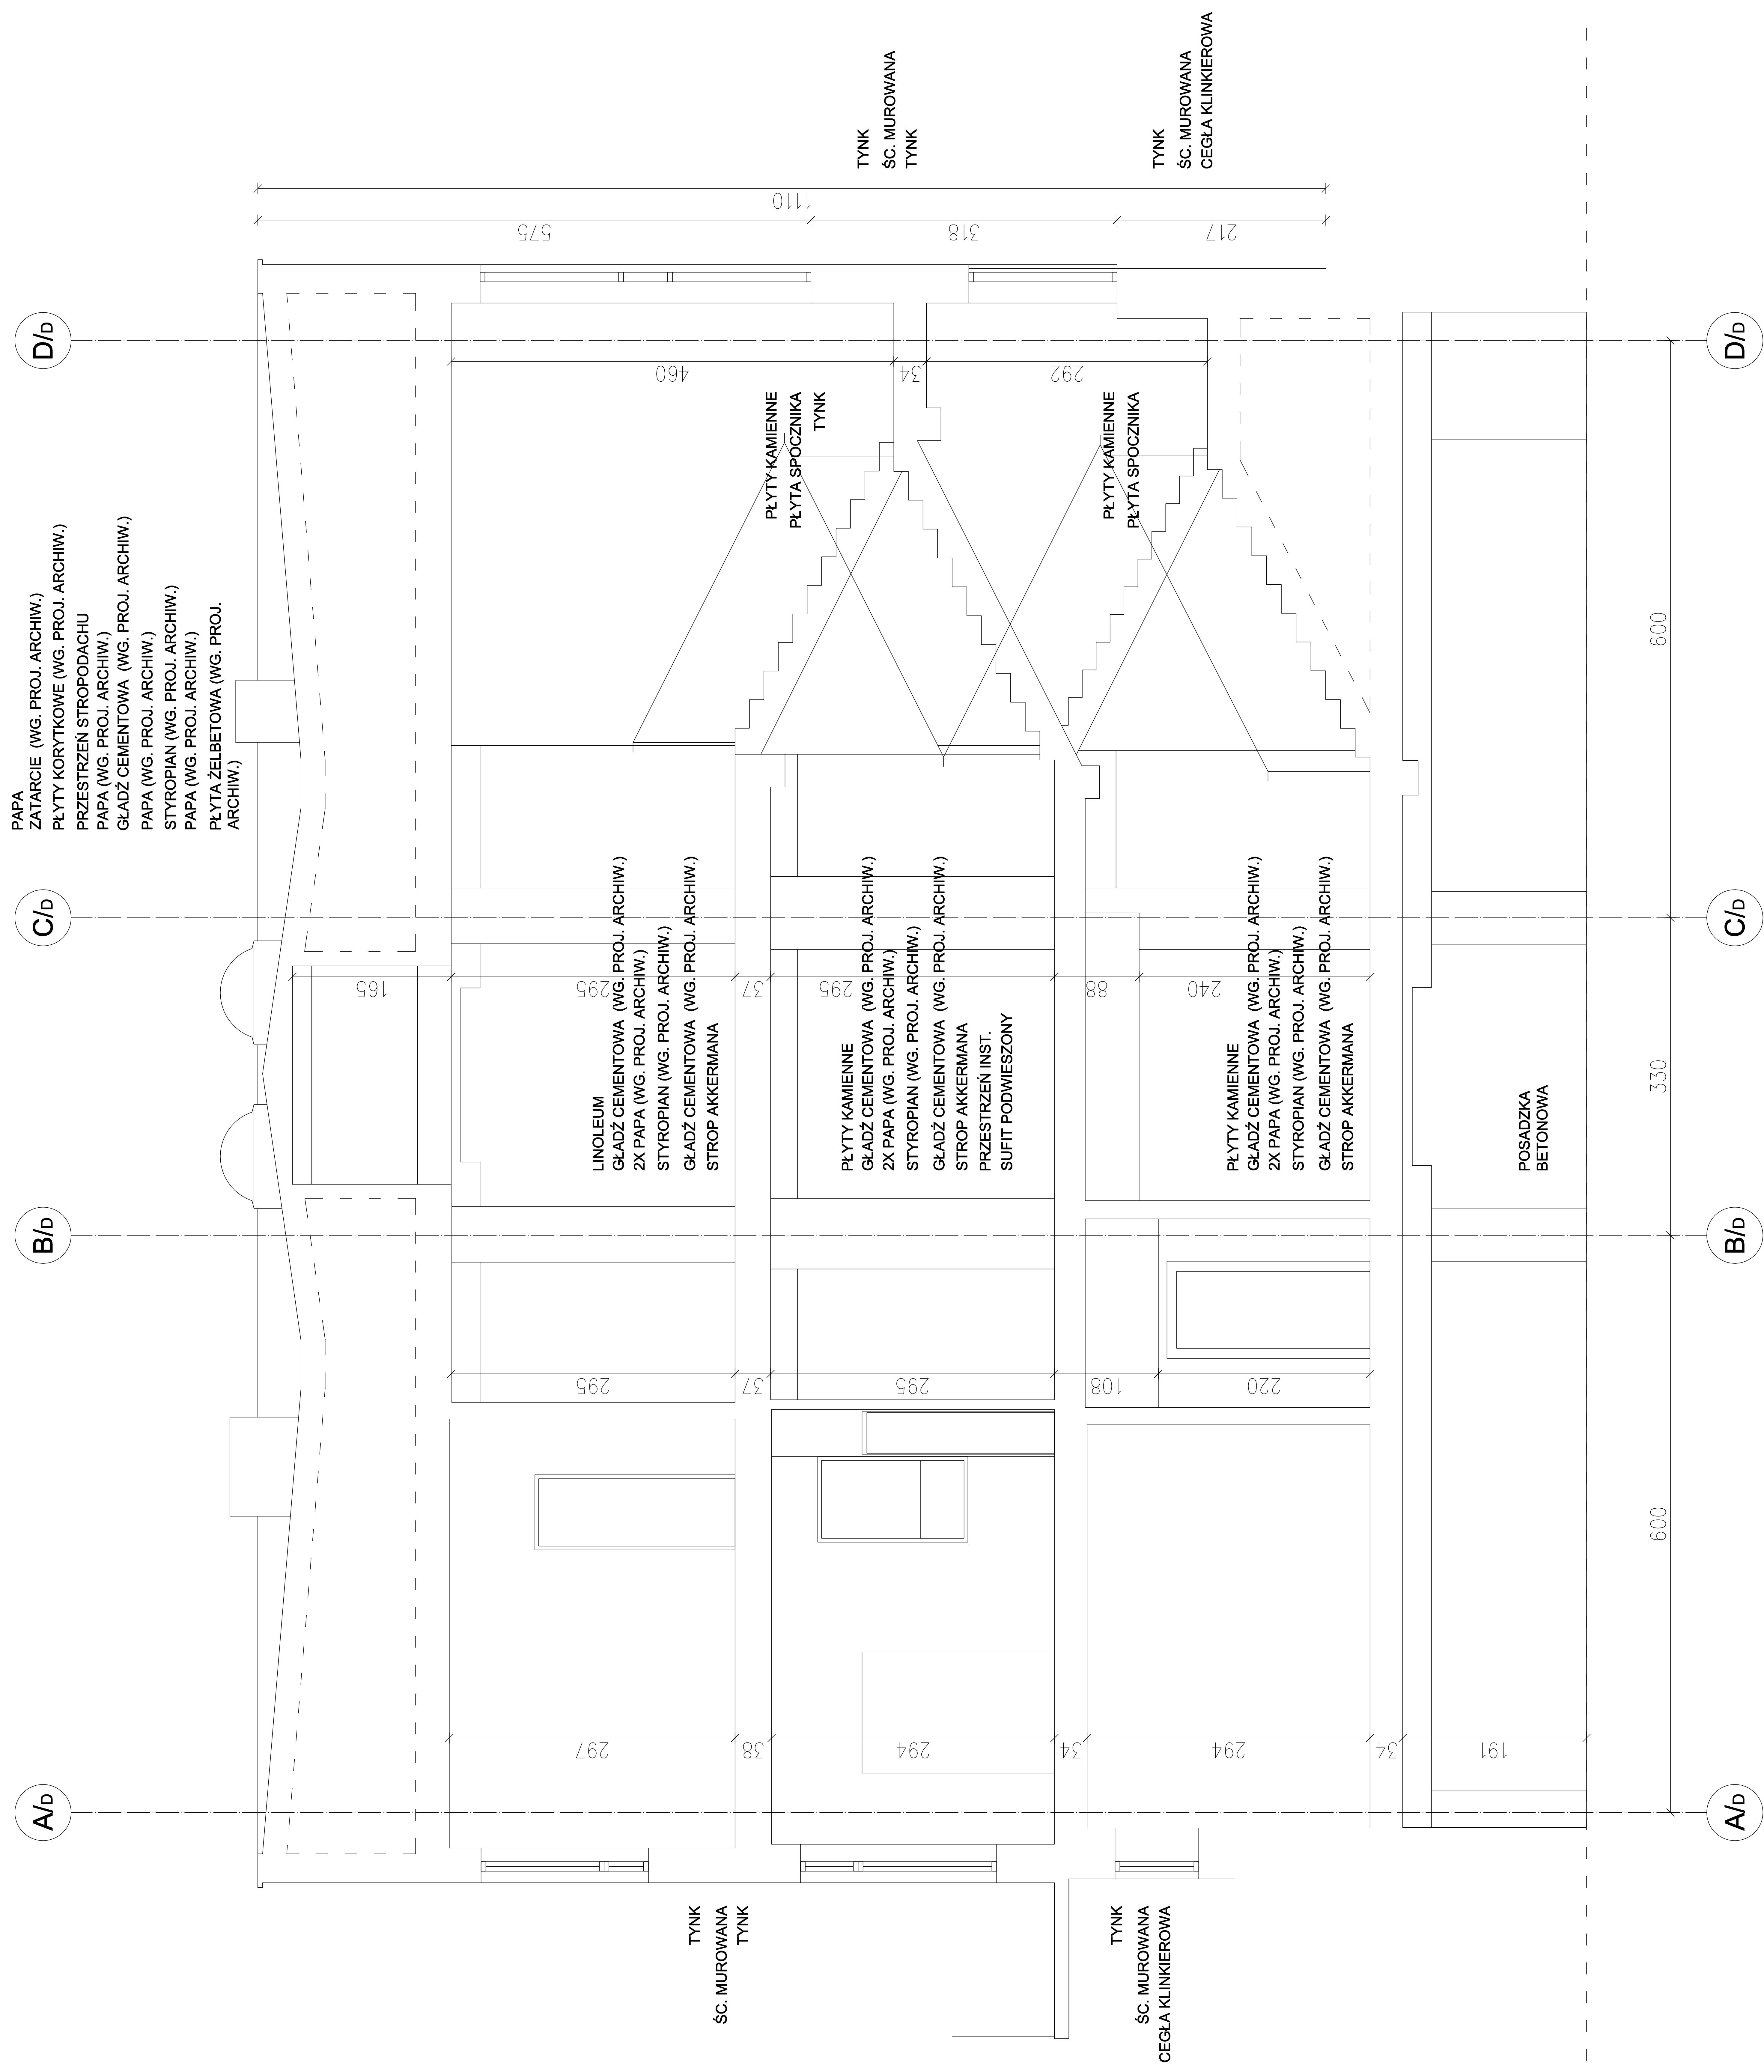 PAPA
ZATARCIE (WG. PROJ. ARCHIW.)
PŁYTY KORYTKOWE (WG. PROJ. ARCHIW.)
PRZESTRZEŃ STROPODACHU
PAPA (WG. PROJ. ARCHIW.)
GŁADŹ CEMENTOWA (WG. PROJ. ARCHIW.)
PAPA (WG. PROJ. ARCHIW.)
STYROPIAN (WG. PROJ. ARCHIW.)
PAPA (WG. PROJ. ARCHIW.)
PŁYTA ŻELBETOWA (WG. PROJ.
ARCHIW.)
A/D
B/D
C/D
D/D
TYNK
ŚC. MUROWANA
TYNK
TYNK
ŚC. MUROWANA
CEGŁA KLINKIEROWA
297
38
294
34
294
34
191
295
37
295
108
220
165
295
37
295
88
240
LINOLEUM
GŁADŹ CEMENTOWA (WG. PROJ. ARCHIW.)
2X PAPA (WG. PROJ. ARCHIW.)
STYROPIAN (WG. PROJ. ARCHIW.)
GŁADŹ CEMENTOWA (WG. PROJ. ARCHIW.)
STROP AKKERMANA
PŁYTY KAMIENNE
GŁADŹ CEMENTOWA (WG. PROJ. ARCHIW.)
2X PAPA (WG. PROJ. ARCHIW.)
STYROPIAN (WG. PROJ. ARCHIW.)
GŁADŹ CEMENTOWA (WG. PROJ. ARCHIW.)
STROP AKKERMANA
PRZESTRZEŃ INST.
SUFIT PODWIESZONY
PŁYTY KAMIENNE
GŁADŹ CEMENTOWA (WG. PROJ. ARCHIW.)
2X PAPA (WG. PROJ. ARCHIW.)
STYROPIAN (WG. PROJ. ARCHIW.)
GŁADŹ CEMENTOWA (WG. PROJ. ARCHIW.)
STROP AKKERMANA
POSADZKA
BETONOWA
PŁYTY KAMIENNE
PŁYTA SPOCZNIKA
TYNK
PŁYTY KAMIENNE
PŁYTA SPOCZNIKA
460
34
292
575
318
217
1110
TYNK
ŚC. MUROWANA
TYNK
TYNK
ŚC. MUROWANA
CEGŁA KLINKIEROWA
600
330
600
A/D
B/D
C/D
D/D